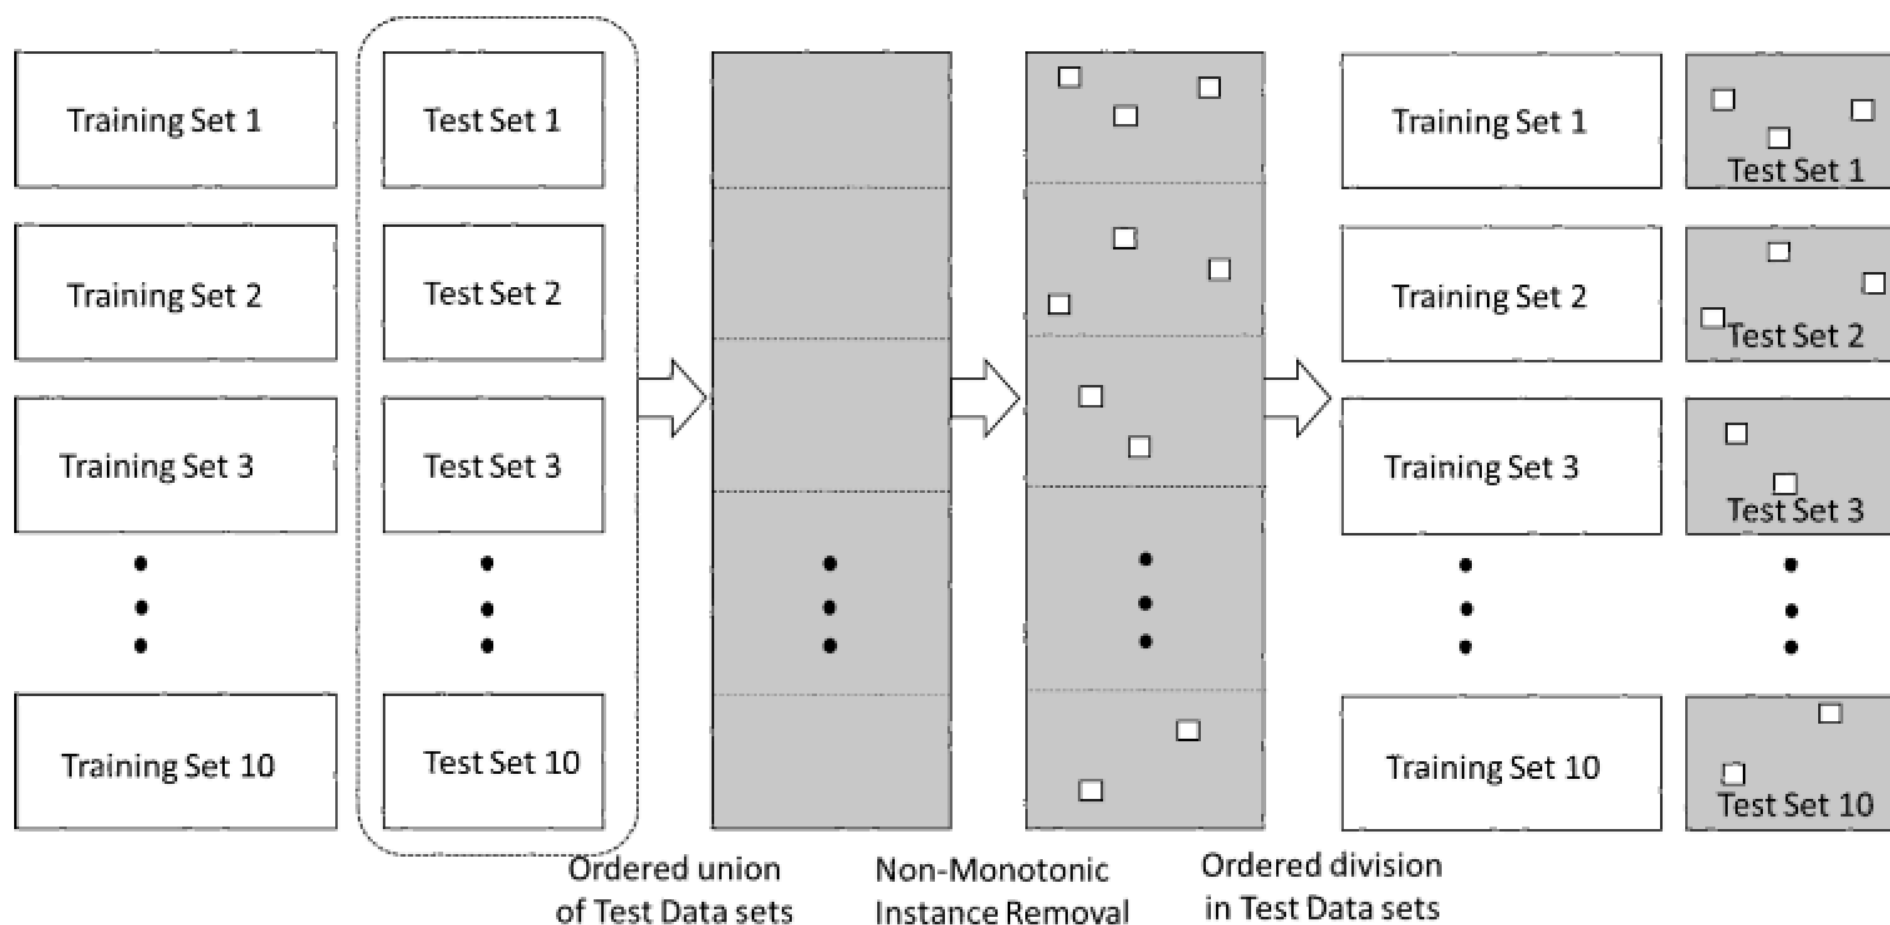 Training Set 1
Test Set 1
Training Set 1
Test Set 1
Training Set 2
Test Set 2
Training Set 2
Test Set 2
Training Set 3
Test Set 3
Training Set 3
Test Set 3
Training Set 10
Test Set 10
Training Set 10
Test Set 10
Ordered union
of Test Data sets
Non-Monotonic
Instance Removal
Ordered division
in Test Data sets